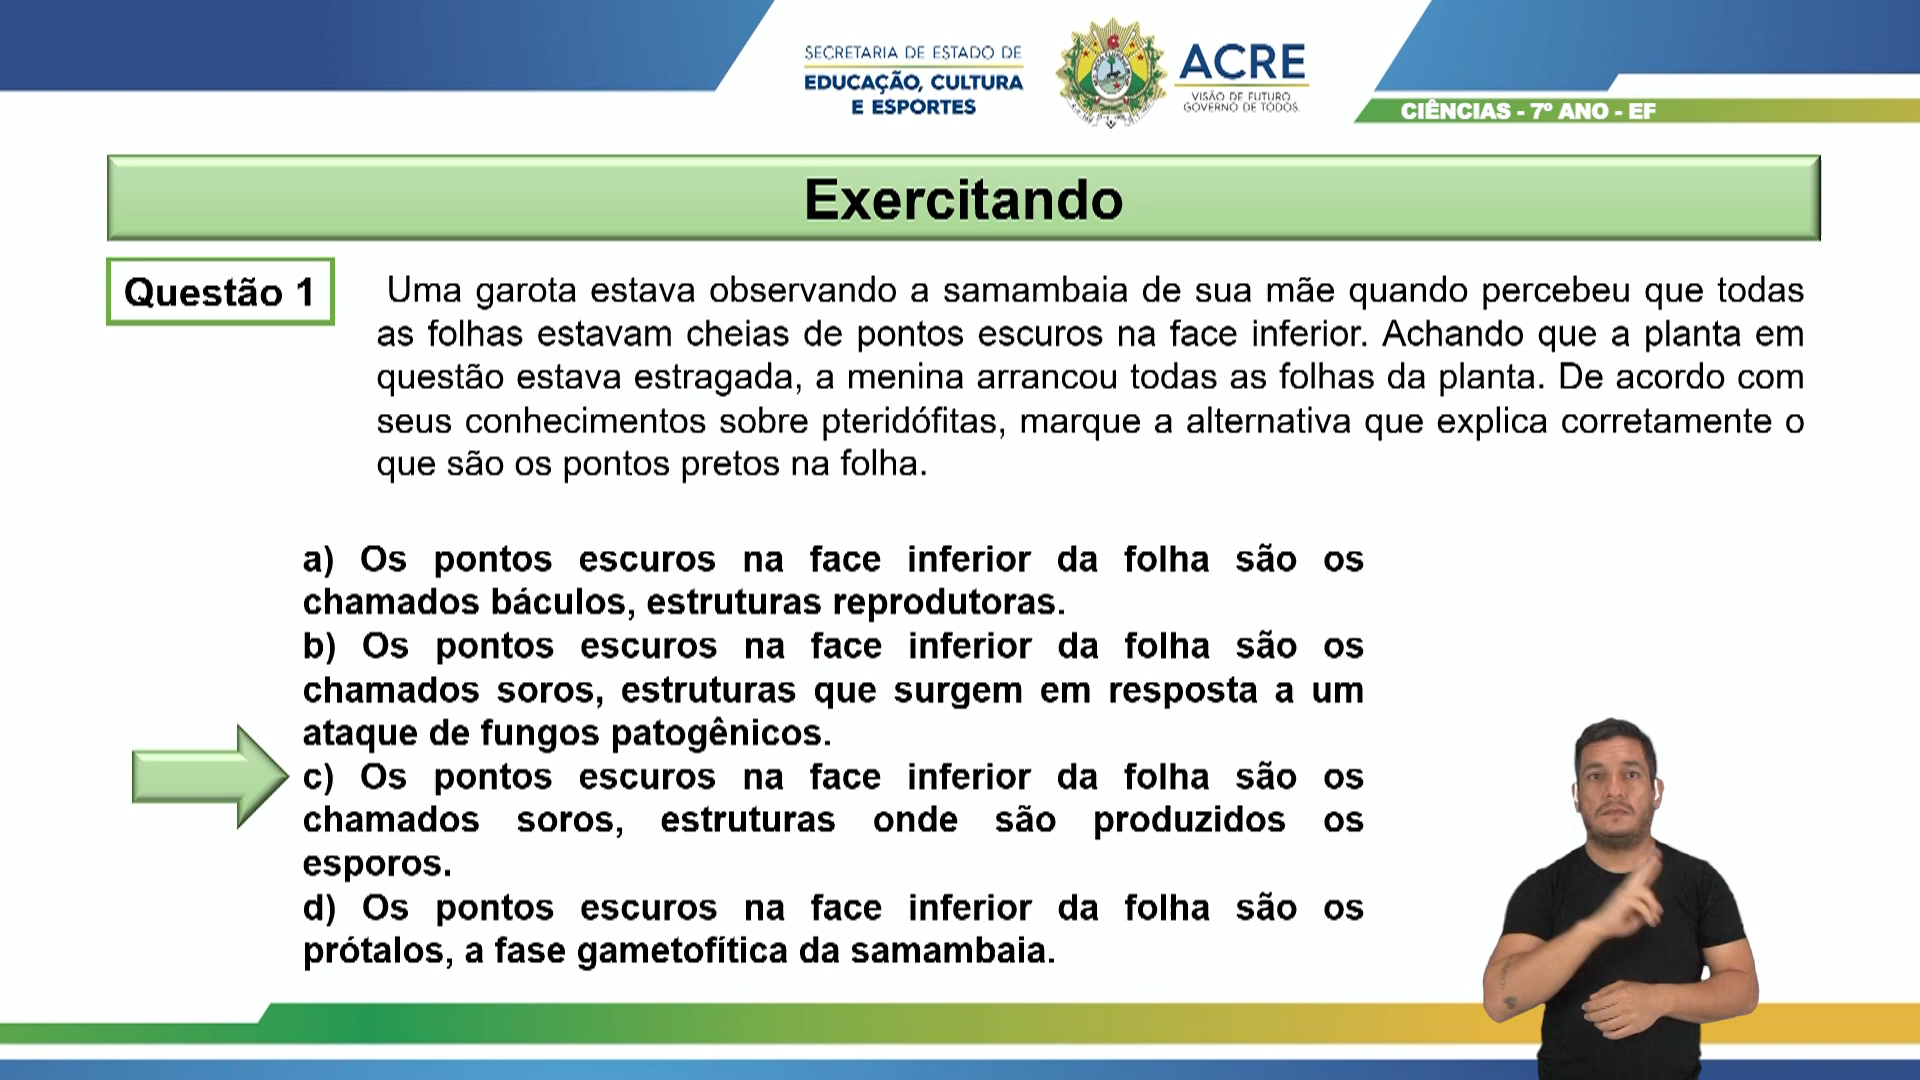 SECRETARIA DE ESTADO DE
EDUCAÇÃO, CULTURA
E ESPORTES
ACRE
VISÃO DE FUTURO
GOVERNO DE TODOS
CIÊNCIAS - 7º ANO - EF
Exercitando
Questão 1
Uma garota estava observando a samambaia de sua mãe quando percebeu que todas
as folhas estavam cheias de pontos escuros na face inferior. Achando que a planta em
questão estava estragada, a menina arrancou todas as folhas da planta. De acordo com
seus conhecimentos sobre pteridófitas, marque a alternativa que explica corretamente o
que são os pontos pretos na folha.
a) Os pontos escuros na face inferior da folha são os
chamados báculos, estruturas reprodutoras.
b) Os pontos escuros na face inferior da folha são os
chamados soros, estruturas que surgem em resposta a um
ataque de fungos patogênicos.
c) Os pontos escuros na face inferior da folha são os
chamados soros, estruturas onde são produzidos os
esporos.
d) Os pontos escuros na face inferior da folha são os
prótalos, a fase gametofítica da samambaia.